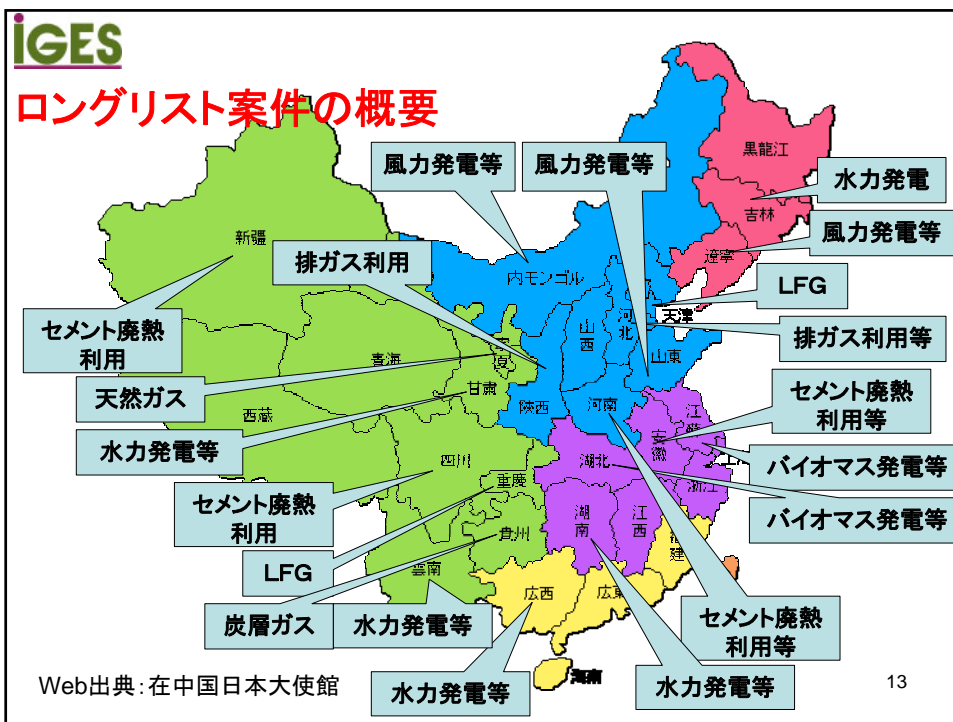 IGES
ロングリスト案件の概要
風力発電等
風力発電等
黒龍江
水力発電
吉林
風力発電等
遼寧
新疆
排ガス利用
内モンゴル
LFG
天津
河北
山西
排ガス利用等
山東
セメント廃熱
利用
青海
寧夏
天然ガス
甘粛
陝西
河南
セメント廃熱
利用等
西蔵
水力発電等
江蘇
安徽
四川
湖北
バイオマス発電等
重慶
浙江
セメント廃熱
利用
湖南
江西
バイオマス発電等
貴州
福建
LFG
雲南
広西
広東
炭層ガス
水力発電等
セメント廃熱
利用等
海南
水力発電等
水力発電等
Web出典：在中国日本大使館
13